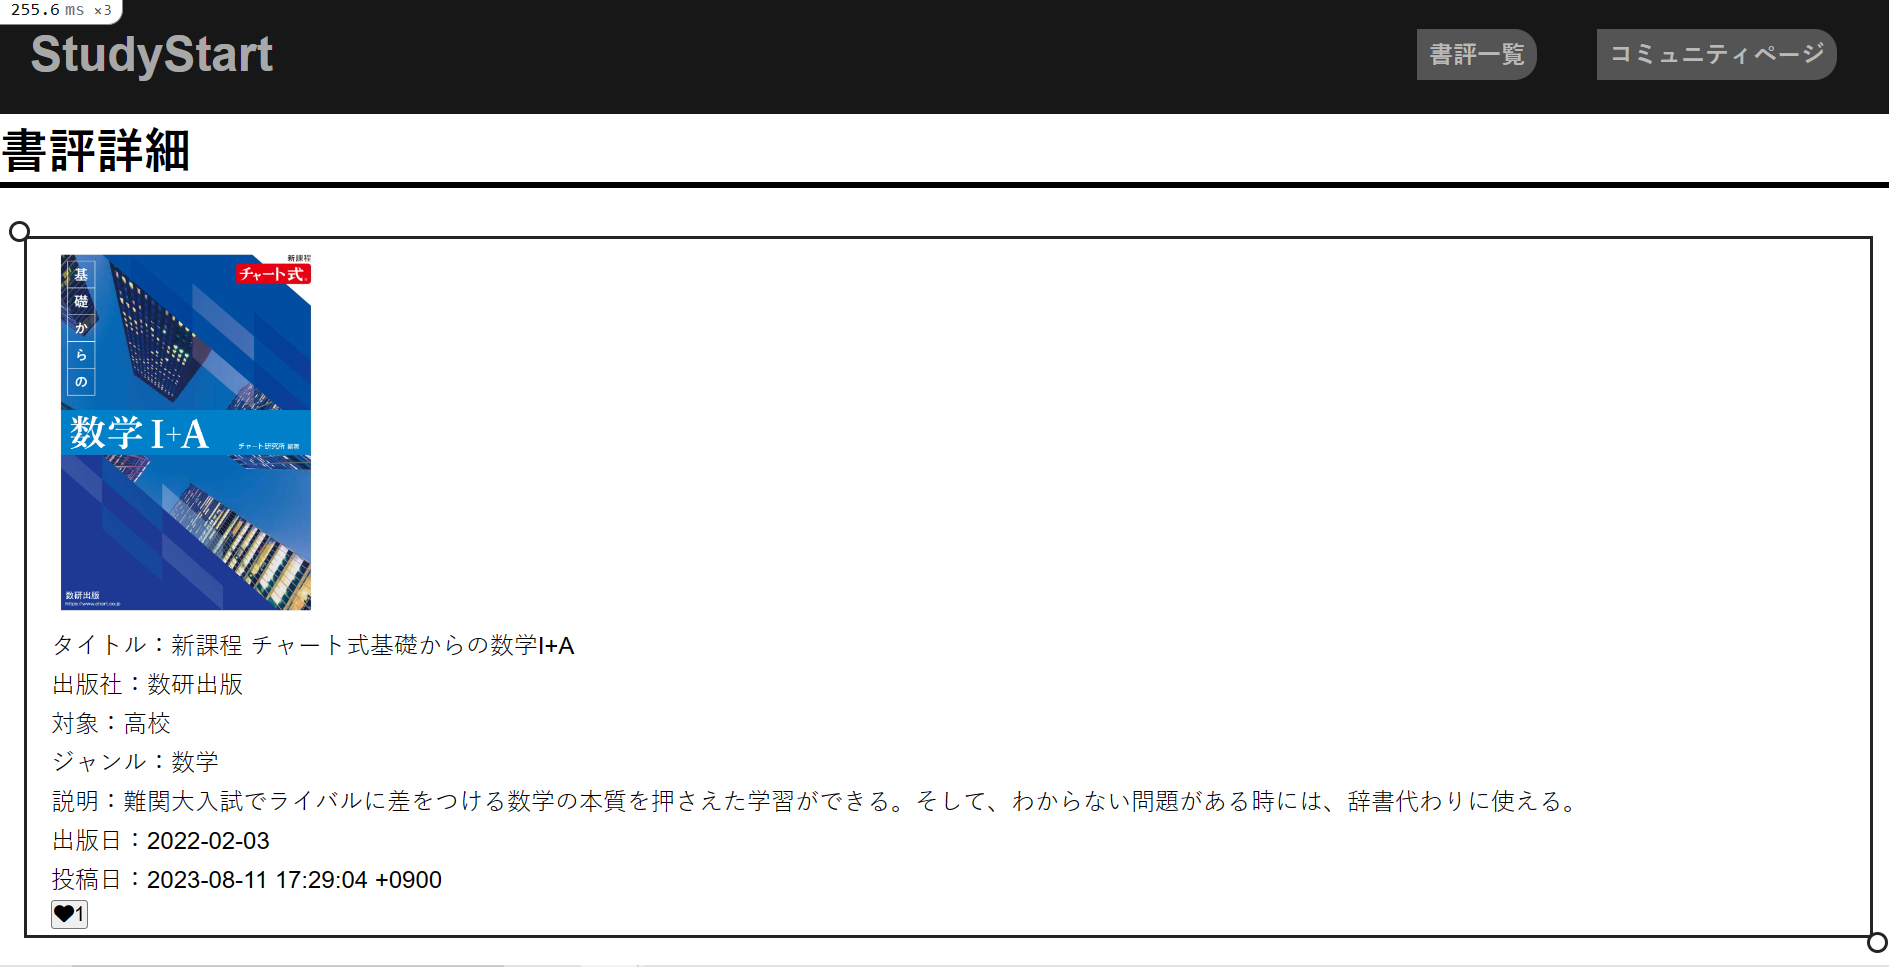 255.6 ms ×3
StudyStart
書評一覧
コミュニティページ
書評詳細
新課程
チャート式
基礎からの
数学I+A
チャート研究所 編著
数研出版
https://www.chart.co.jp
タイトル：新課程 チャート式基礎からの数学I+A
出版社：数研出版
対象：高校
ジャンル：数学
説明：難関大入試でライバルに差をつける数学の本質を押さえた学習ができる。そして、わからない問題がある時には、辞書代わりに使える。
出版日：2022-02-03
投稿日：2023-08-11 17:29:04 +0900
♥1